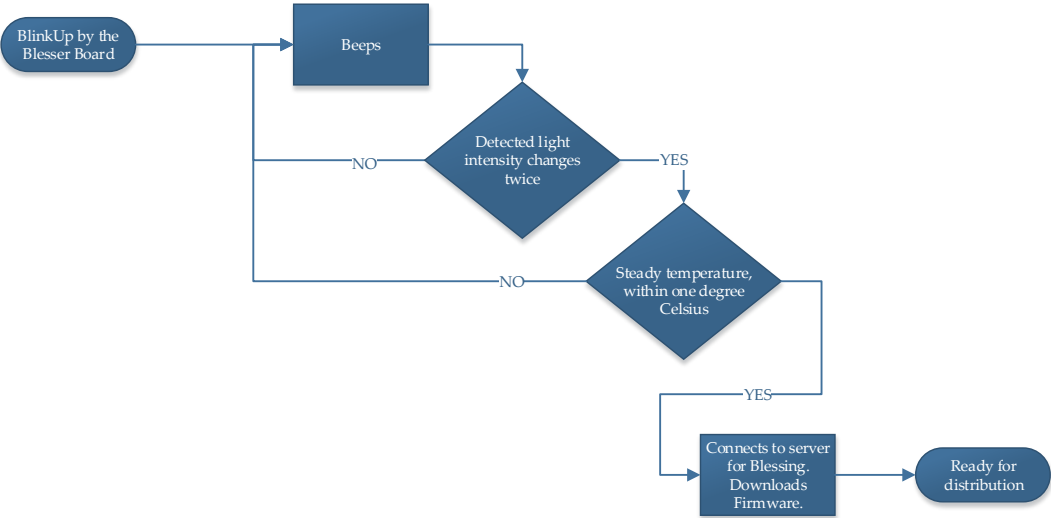 BlinkUp by the
Blesser Board
Beeps
Detected light
intensity changes
twice
NO
YES
Steady temperature,
within one degree
Celsius
NO
YES
Connects to server
for Blessing.
Downloads
Firmware.
Ready for
distribution